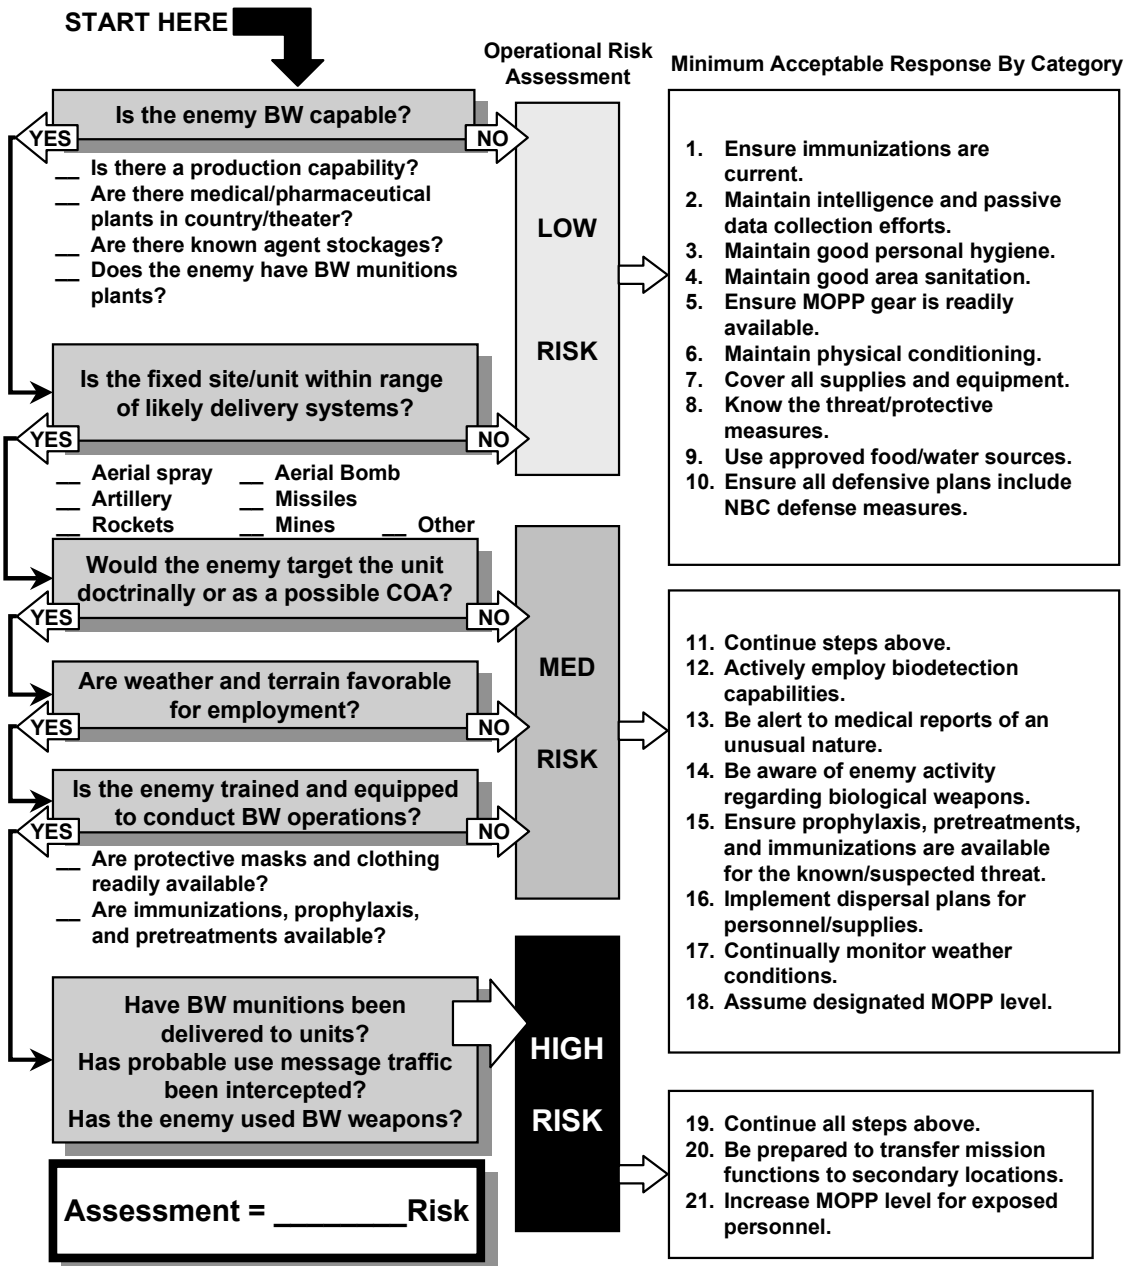 START HERE
Operational Risk
Assessment
Minimum Acceptable Response By Category
Is the enemy BW capable?
YES
NO
__ Is there a production capability?
__ Are there medical/pharmaceutical
plants in country/theater?
__ Are there known agent stockages?
__ Does the enemy have BW munitions
plants?
Is the fixed site/unit within range
of likely delivery systems?
YES
NO
__ Aerial spray __ Aerial Bomb
__ Artillery __ Missiles
__ Rockets __ Mines __ Other
Would the enemy target the unit
doctrinally or as a possible COA?
YES
NO
Are weather and terrain favorable
for employment?
YES
NO
Is the enemy trained and equipped
to conduct BW operations?
YES
NO
__ Are protective masks and clothing
readily available?
__ Are immunizations, prophylaxis,
and pretreatments available?
Have BW munitions been
delivered to units?
Has probable use message traffic
been intercepted?
Has the enemy used BW weapons?
Assessment = ________Risk
LOW
RISK
MED
RISK
HIGH
RISK
1. Ensure immunizations are
current.
2. Maintain intelligence and passive
data collection efforts.
3. Maintain good personal hygiene.
4. Maintain good area sanitation.
5. Ensure MOPP gear is readily
available.
6. Maintain physical conditioning.
7. Cover all supplies and equipment.
8. Know the threat/protective
measures.
9. Use approved food/water sources.
10. Ensure all defensive plans include
NBC defense measures.
11. Continue steps above.
12. Actively employ biodetection
capabilities.
13. Be alert to medical reports of an
unusual nature.
14. Be aware of enemy activity
regarding biological weapons.
15. Ensure prophylaxis, pretreatments,
and immunizations are available
for the known/suspected threat.
16. Implement dispersal plans for
personnel/supplies.
17. Continually monitor weather
conditions.
18. Assume designated MOPP level.
19. Continue all steps above.
20. Be prepared to transfer mission
functions to secondary locations.
21. Increase MOPP level for exposed
personnel.